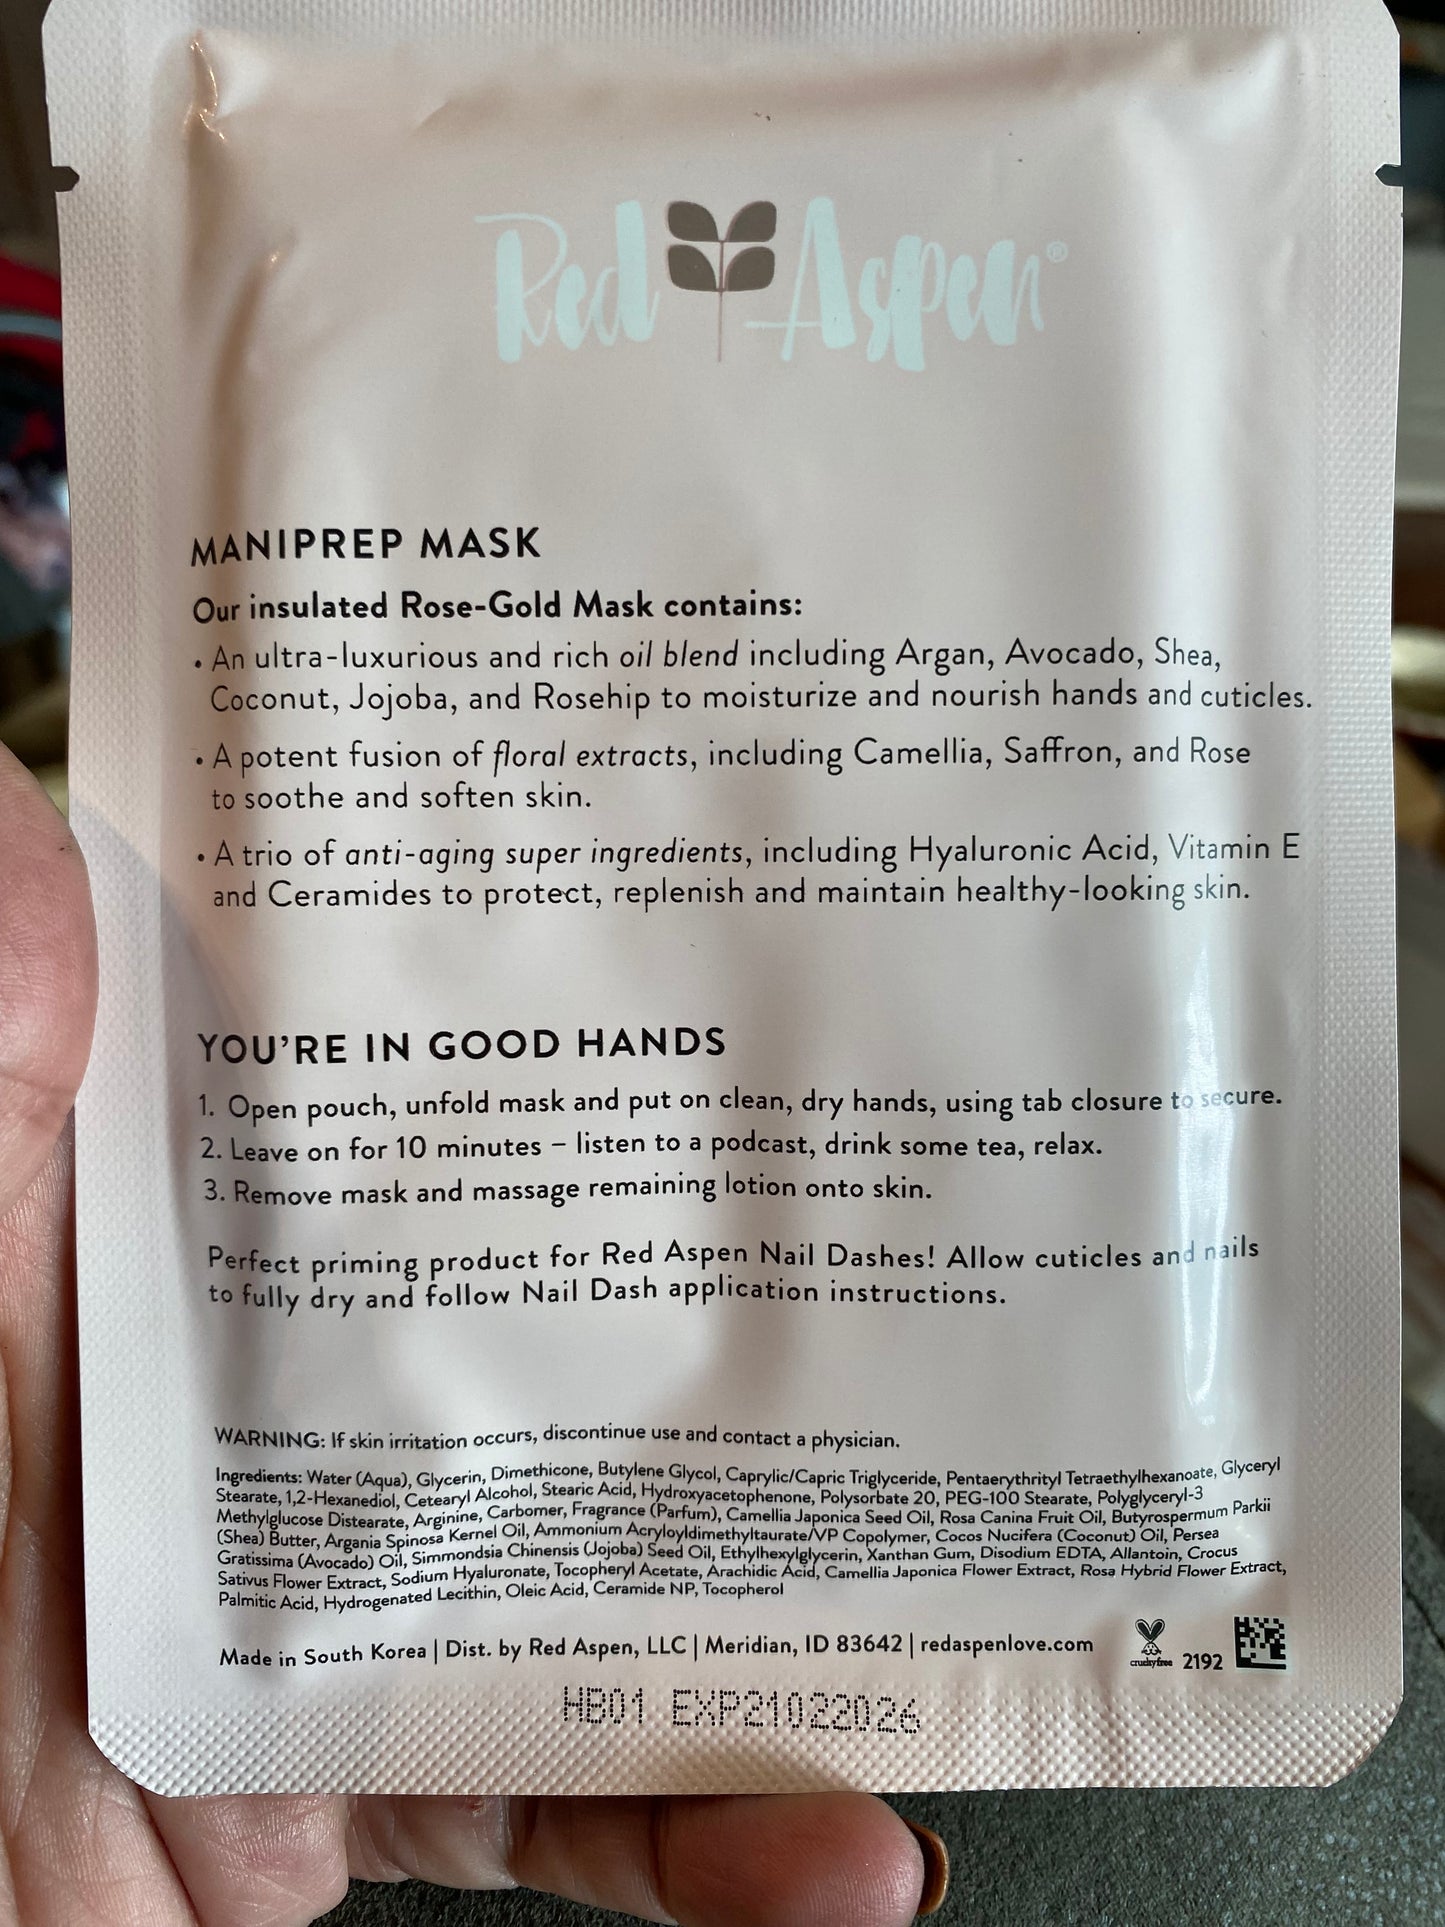 Red Aspen®
MANIPREP MASK
Our insulated Rose-Gold Mask contains:
• An ultra-luxurious and rich oil blend including Argan, Avocado, Shea,
Coconut, Jojoba, and Rosehip to moisturize and nourish hands and cuticles.
• A potent fusion of floral extracts, including Camellia, Saffron, and Rose
to soothe and soften skin.
• A trio of anti-aging super ingredients, including Hyaluronic Acid, Vitamin E
and Ceramides to protect, replenish and maintain healthy-looking skin.
YOU'RE IN GOOD HANDS
1. Open pouch, unfold mask and put on clean, dry hands, using tab closure to secure.
2. Leave on for 10 minutes – listen to a podcast, drink some tea, relax.
3. Remove mask and massage remaining lotion onto skin.
Perfect priming product for Red Aspen Nail Dashes! Allow cuticles and nails
to fully dry and follow Nail Dash application instructions.
WARNING: If skin irritation occurs, discontinue use and contact a physician.
Ingredients: Water (Aqua), Glycerin, Dimethicone, Butylene Glycol, Caprylic/Capric Triglyceride, Pentaerythrityl Tetraethylhexanoate, Glyceryl
Stearate, 1,2-Hexanediol, Cetearyl Alcohol, Stearic Acid, Hydroxyacetophenone, Polysorbate 20, PEG-100 Stearate, Polyglyceryl-3
Methylglucose Distearate, Arginine, Carbomer, Fragrance (Parfum), Camellia Japonica Seed Oil, Rosa Canina Fruit Oil, Butyrospermum Parkii
(Shea) Butter, Argania Spinosa Kernel Oil, Ammonium Acryloyldimethyltaurate/VP Copolymer, Cocos Nucifera (Coconut) Oil, Persea
Gratissima (Avocado) Oil, Simmondsia Chinensis (Jojoba) Seed Oil, Ethylhexylglycerin, Xanthan Gum, Disodium EDTA, Allantoin, Crocus
Sativus Flower Extract, Sodium Hyaluronate, Tocopheryl Acetate, Arachidic Acid, Camellia Japonica Flower Extract, Rosa Hybrid Flower Extract,
Palmitic Acid, Hydrogenated Lecithin, Oleic Acid, Ceramide NP, Tocopherol
Made in South Korea | Dist. by Red Aspen, LLC | Meridian, ID 83642 | redaspenlove.com
crueltyfree 2192
HB01 EXP21022026